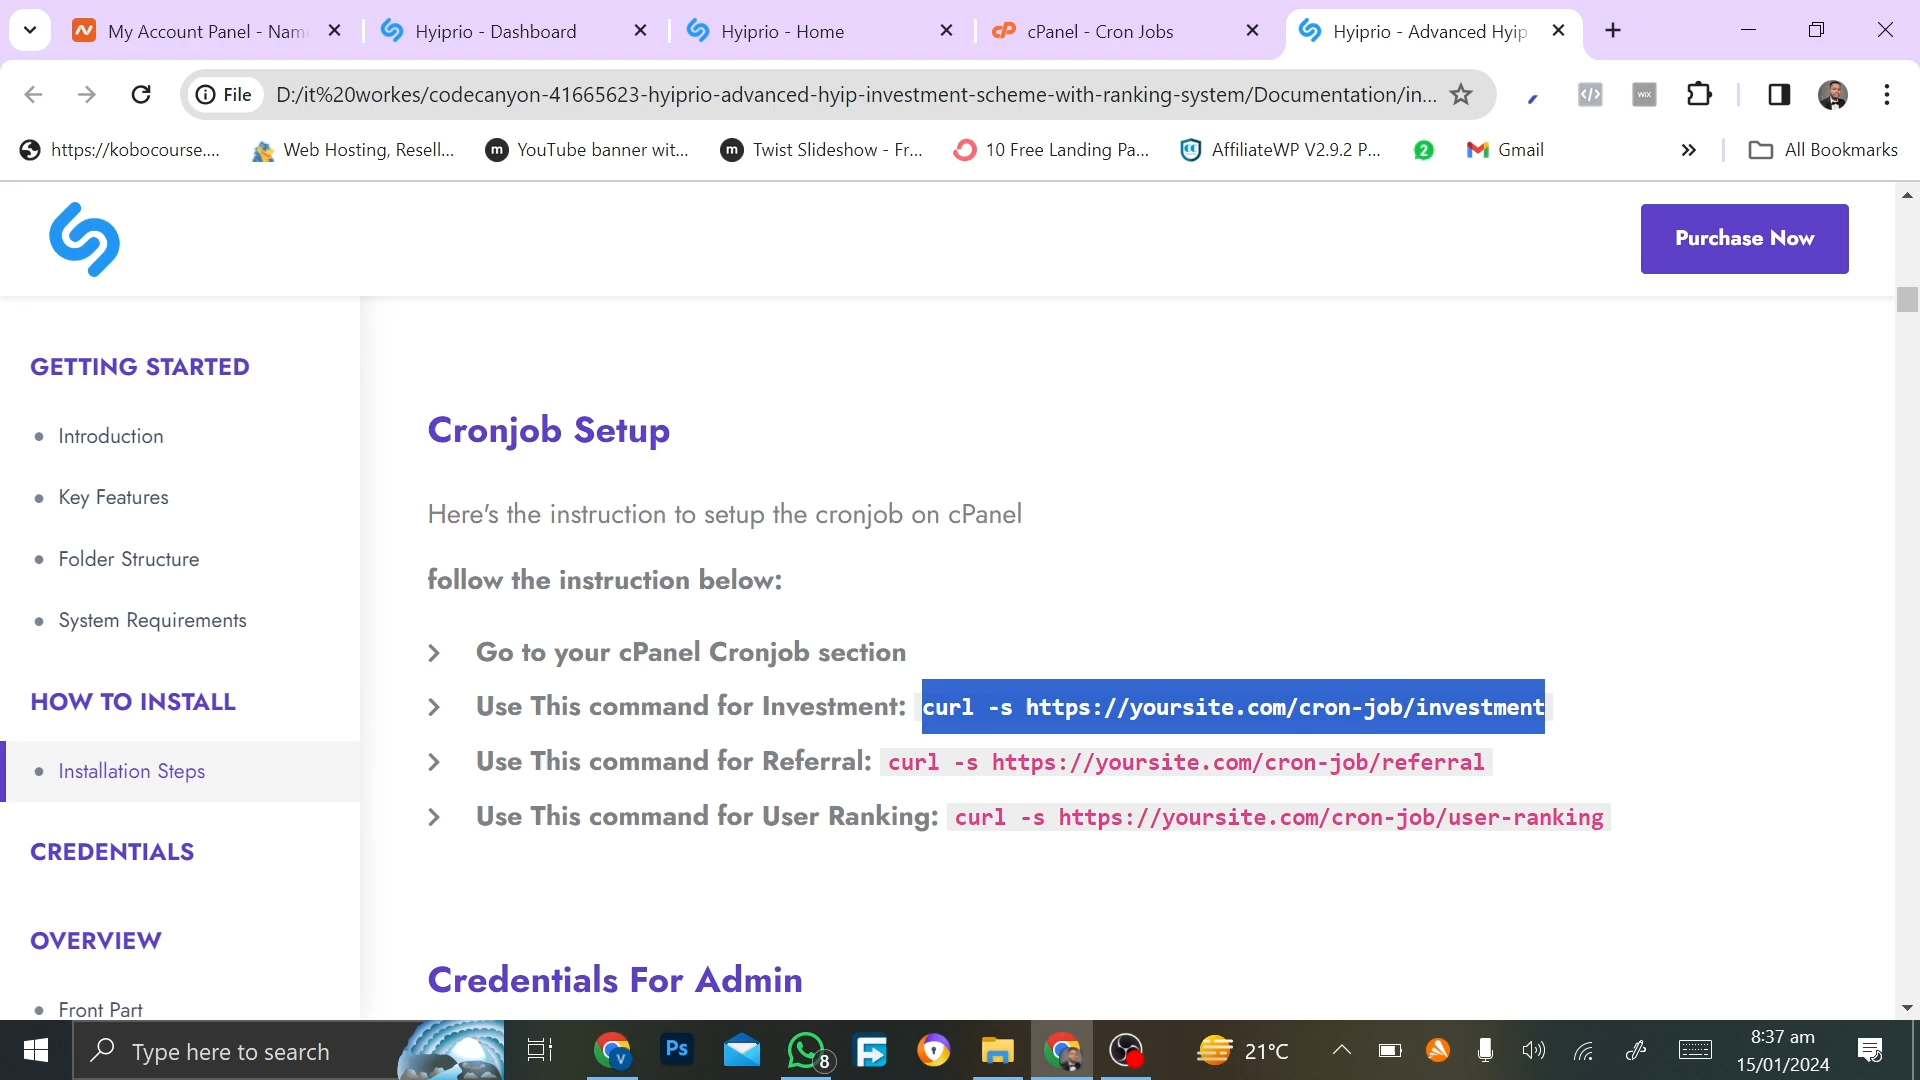 My Account Panel - Nam
Hyiprio - Dashboard
Hyiprio - Home
cPanel - Cron Jobs
Hyiprio - Advanced Hyip
File
D:/it%20workes/codecanyon-41665623-hyiprio-advanced-hyip-investment-scheme-with-ranking-system/Documentation/in...
WiX
https://kobocourse....
Web Hosting, Resell...
m
YouTube banner wit...
m
Twist Slideshow - Fr...
10 Free Landing Pa...
AffiliateWP V2.9.2 P...
2
Gmail
All Bookmarks
Purchase Now
GETTING STARTED
Introduction
Key Features
Folder Structure
System Requirements
HOW TO INSTALL
Installation Steps
CREDENTIALS
OVERVIEW
Front Part
Cronjob Setup
Here's the instruction to setup the cronjob on cPanel
follow the instruction below:
Go to your cPanel Cronjob section
Use This command for Investment: curl -s https://yoursite.com/cron-job/investment
Use This command for Referral: curl -s https://yoursite.com/cron-job/referral
Use This command for User Ranking: curl -s https://yoursite.com/cron-job/user-ranking
Credentials For Admin
Type here to search
V
Ps
8
21°C
8:37 am
15/01/2024